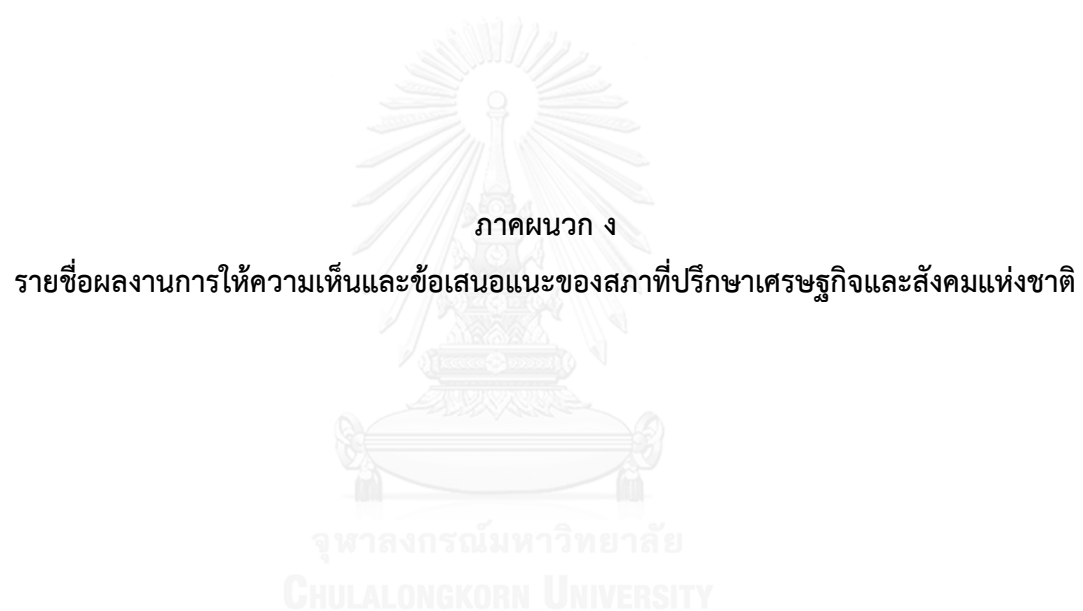 ภาคผนวก ง
รายชื่อผลงานการให้ความเห็นและข้อเสนอแนะของสภาที่ปรึกษาเศรษฐกิจและสังคมแห่งชาติ
จุฬาลงกรณ์มหาวิทยาลัย
CHULALONGKORN UNIVERSITY